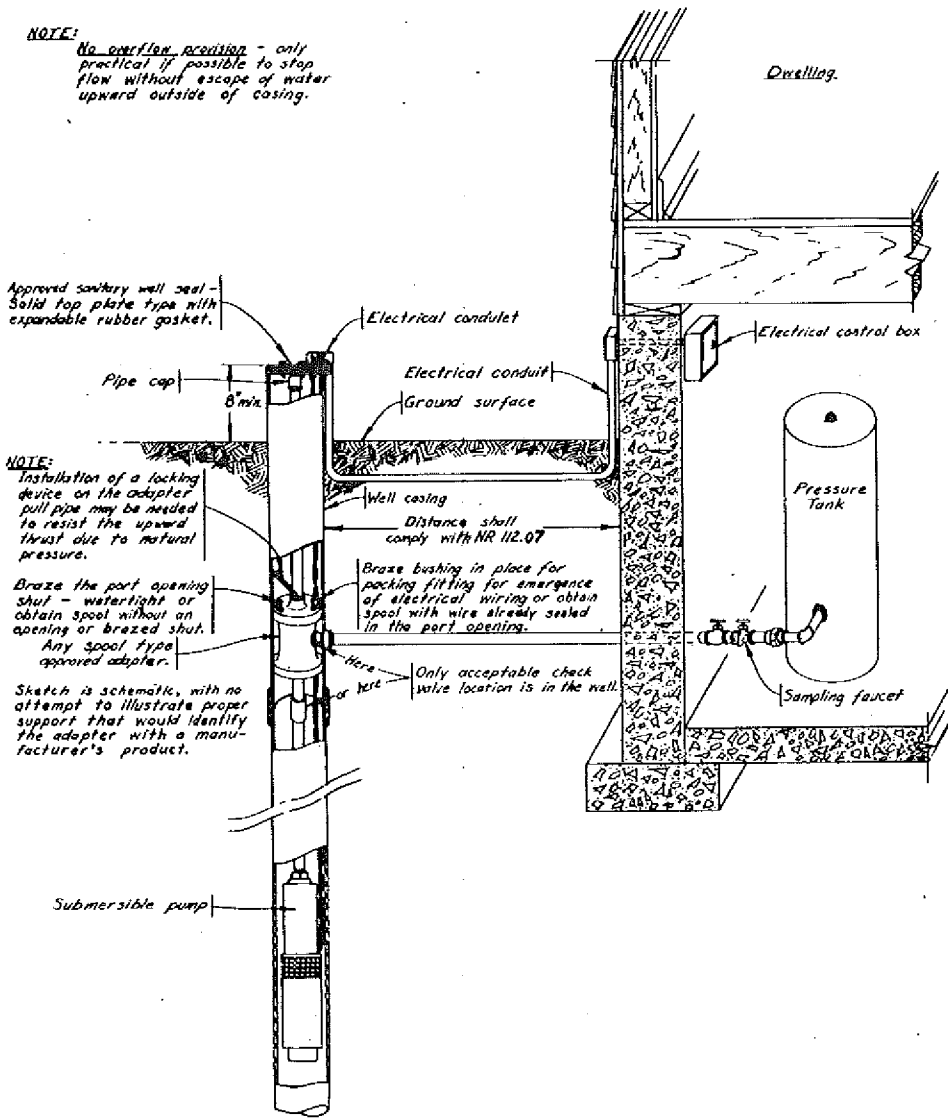 NOTE:
No overflow provision - only
practical if possible to stop
flow without escape of water
upward outside of casing.
Dwelling.
Approved sanitary well seal -
Solid top plate type with
expandable rubber gasket.
Electrical condulet
Electrical control box
Pipe cap
8" min.
Electrical conduit
Ground surface
NOTE:
Installation of a locking
device on the adapter
pull pipe may be needed
to resist the upward
thrust due to natural
pressure.
Well casing
Distance shall
comply with NR 112.07
Pressure
Tank
Braze the port opening
shut - watertight or
obtain spool without an
opening or brazed shut.
Braze bushing in place for
packing fitting for emergence
of electrical wiring or obtain
spool with wire already sealed
in the port opening.
Any spool type
approved adapter.
Here
or here
Only acceptable check
valve location is in the well.
Sampling faucet
Sketch is schematic, with no
attempt to illustrate proper
support that would identify
the adapter with a manu-
facturer's product.
Submersible pump